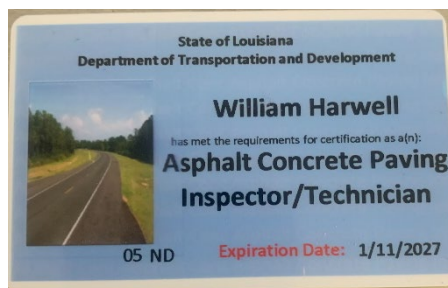 State of Louisiana
Department of Transportation and Development
William Harwell
has met the requirements for certification as a(n):
Asphalt Concrete Paving
Inspector/Technician
05 ND
Expiration Date: 1/11/2027